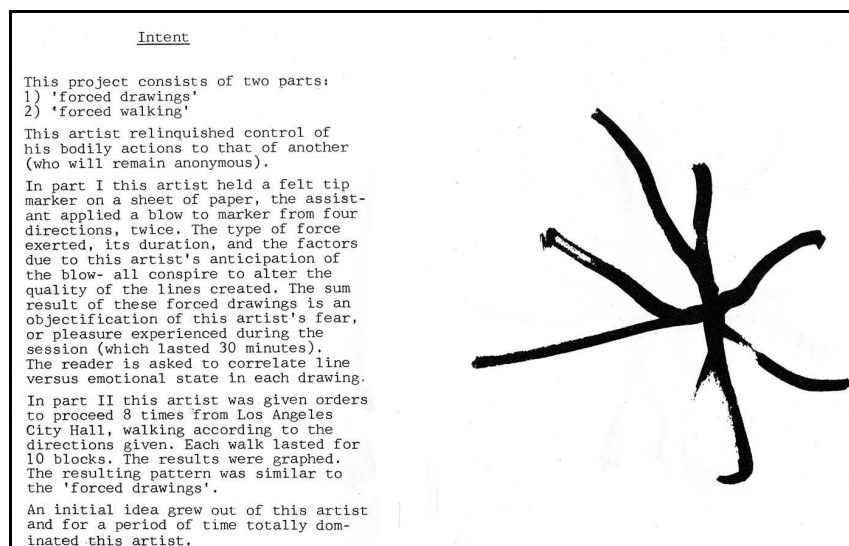 Intent
This project consists of two parts:
1) 'forced drawings'
2) 'forced walking'
This artist relinquished control of
his bodily actions to that of another
(who will remain anonymous).
In part I this artist held a felt tip
marker on a sheet of paper, the assist-
ant applied a blow to marker from four
directions, twice. The type of force
exerted, its duration, and the factors
due to this artist's anticipation of
the blow- all conspire to alter the
quality of the lines created. The sum
result of these forced drawings is an
objectification of this artist's fear,
or pleasure experienced during the
session (which lasted 30 minutes).
The reader is asked to correlate line
versus emotional state in each drawing.
In part II this artist was given orders
to proceed 8 times from Los Angeles
City Hall, walking according to the
directions given. Each walk lasted for
10 blocks. The results were graphed.
The resulting pattern was similar to
the 'forced drawings'.
An initial idea grew out of this artist
and for a period of time totally dom-
inated this artist.